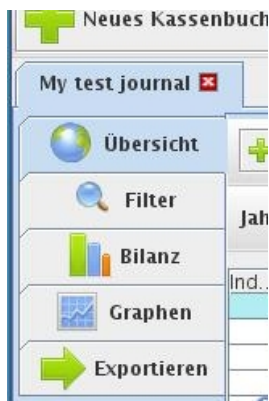 Neues Kassenbuch
My test journal
Übersicht
Filter
Jah
Bilanz
Ind...
Graphen
Exportieren